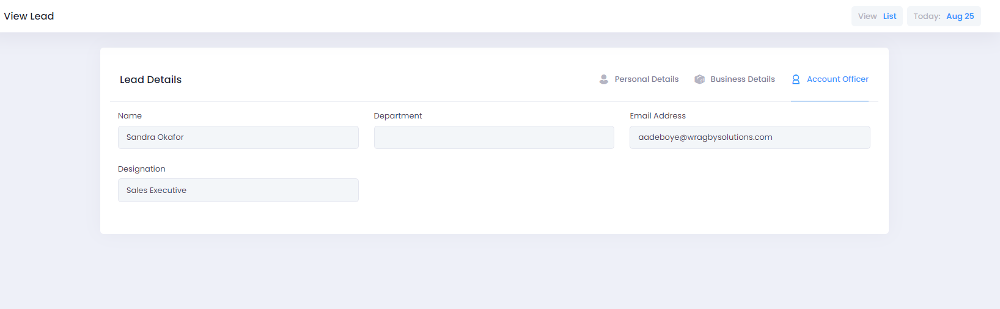 View Lead
View List
Today: Aug 25
Lead Details
Personal Details
Business Details
Account Officer
Name
Department
Email Address
Sandra Okafor
aadeboye@wragbysolutions.com
Designation
Sales Executive